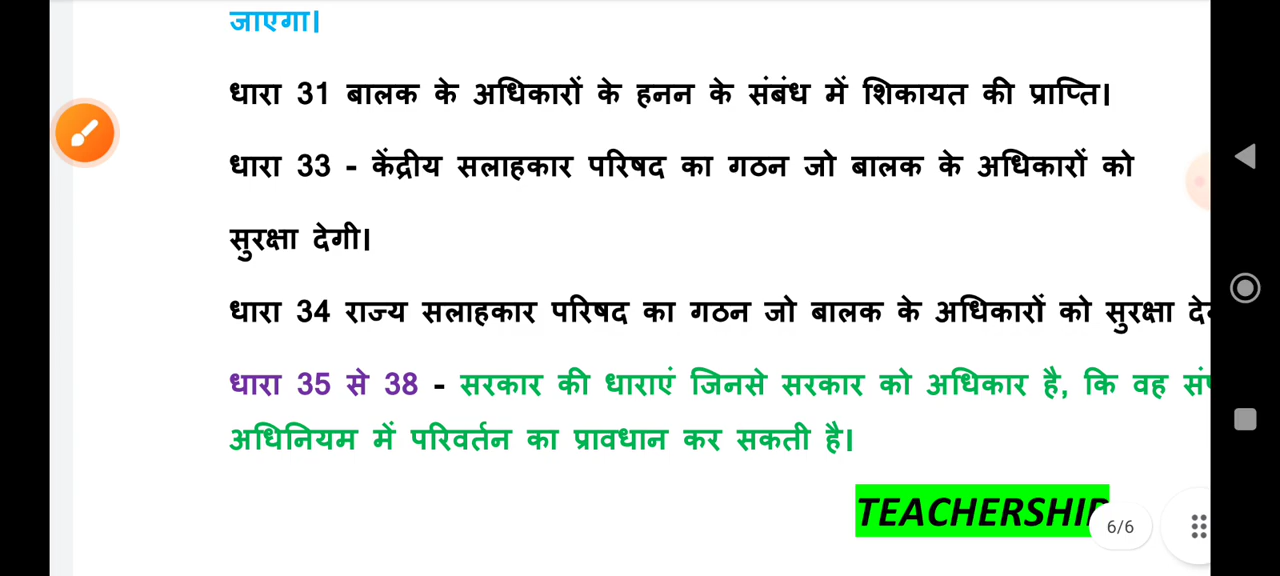 जाएगा।
धारा 31 बालक के अधिकारों के हनन के संबंध में शिकायत की प्राप्ति।
धारा 33 - केंद्रीय सलाहकार परिषद का गठन जो बालक के अधिकारों को
सुरक्षा देगी।
धारा 34 राज्य सलाहकार परिषद का गठन जो बालक के अधिकारों को सुरक्षा
धारा 35 से 38 - सरकार की धाराएं जिनसे सरकार को अधिकार है, कि वह
अधिनियम में परिवर्तन का प्रावधान कर सकती है।
TEACHERSHIP
6/6